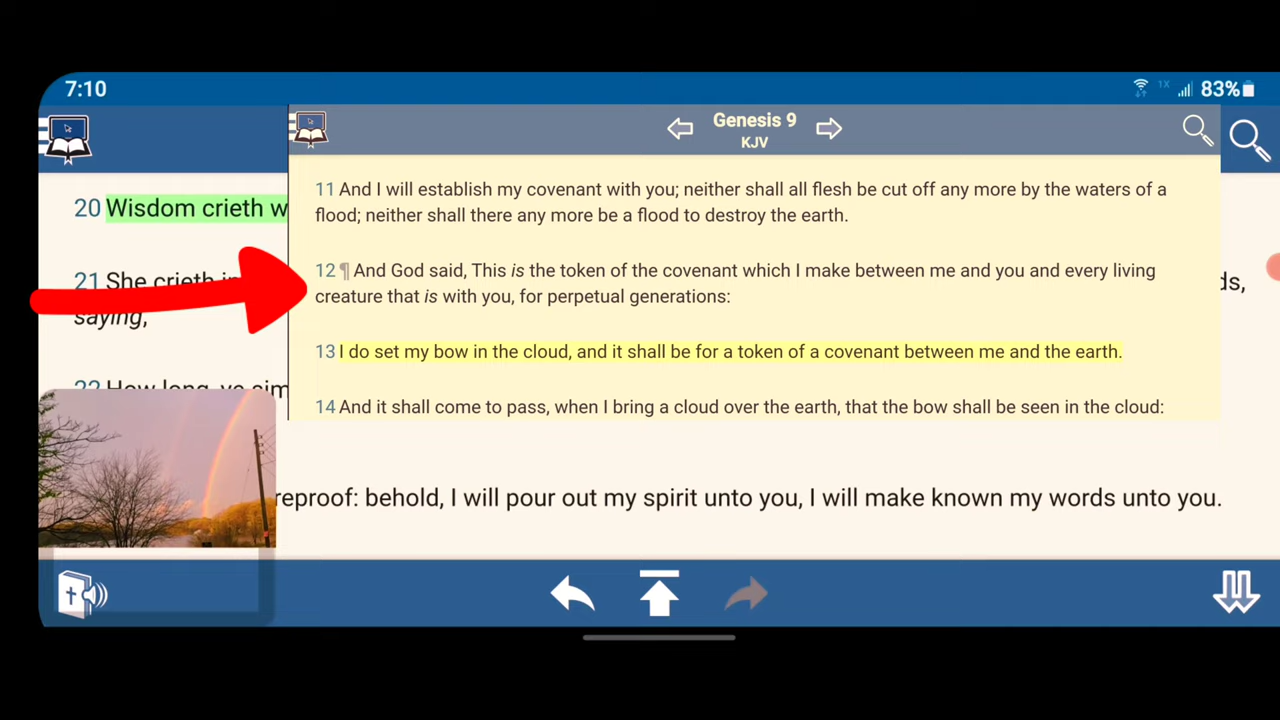 7:10
1X
83%
Genesis 9
KJV
11 And I will establish my covenant with you; neither shall all flesh be cut off any more by the waters of a
flood; neither shall there any more be a flood to destroy the earth.
12 ¶ And God said, This is the token of the covenant which I make between me and you and every living
creature that is with you, for perpetual generations:
13 I do set my bow in the cloud, and it shall be for a token of a covenant between me and the earth.
14 And it shall come to pass, when I bring a cloud over the earth, that the bow shall be seen in the cloud:
20 Wisdom crieth w
21 She crieth in
ds,
saying,
22 How long, ye sim
reproof: behold, I will pour out my spirit unto you, I will make known my words unto you.